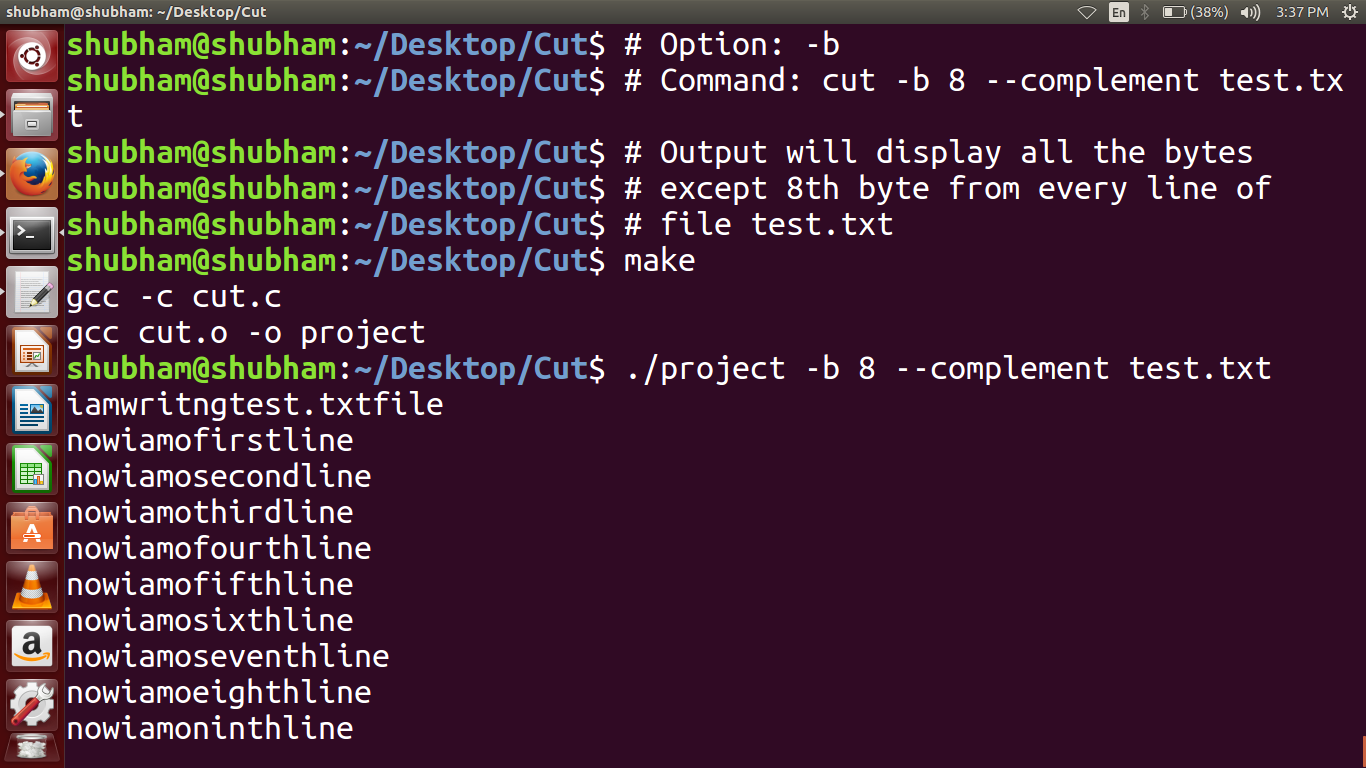 shubham@shubham: ~/Desktop/Cut
En
(38%)
3:37 PM
shubham@shubham:~/Desktop/Cut$ # Option: -b
shubham@shubham:~/Desktop/Cut$ # Command: cut -b 8 --complement test.tx
t
shubham@shubham:~/Desktop/Cut$ # Output will display all the bytes
shubham@shubham:~/Desktop/Cut$ # except 8th byte from every line of
shubham@shubham:~/Desktop/Cut$ # file test.txt
shubham@shubham:~/Desktop/Cut$ make
gcc -c cut.c
gcc cut.o -o project
shubham@shubham:~/Desktop/Cut$ ./project -b 8 --complement test.txt
iamwritngtest.txtfile
nowiamofirstline
nowiamosecondline
nowiamothirdline
nowiamofourthline
nowiamofifthline
nowiamosixthline
nowiamoseventhline
nowiamoeighthline
nowiamoninthline